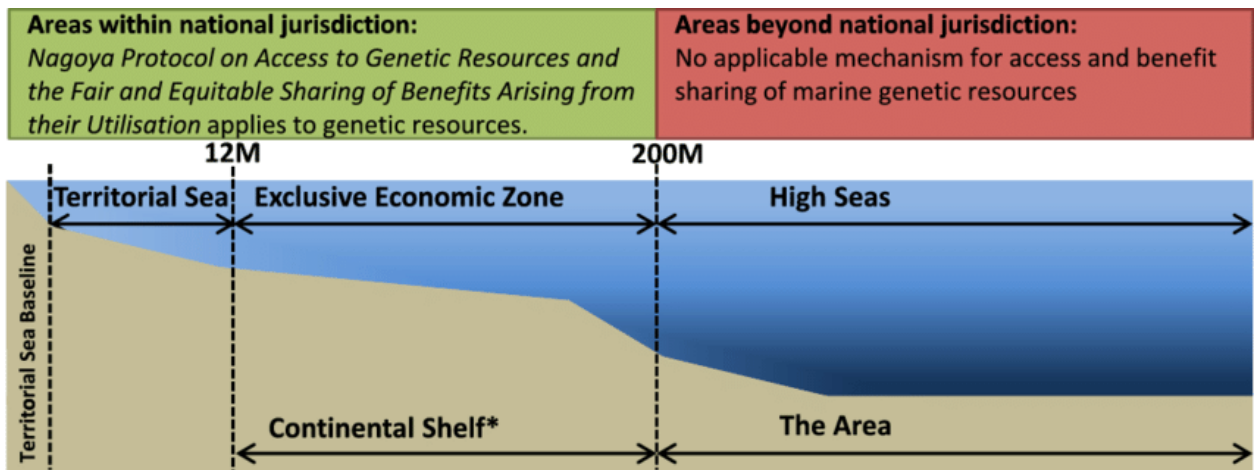 Areas within national jurisdiction:
Nagoya Protocol on Access to Genetic Resources and
the Fair and Equitable Sharing of Benefits Arising from
their Utilisation applies to genetic resources.
Areas beyond national jurisdiction:
No applicable mechanism for access and benefit
sharing of marine genetic resources
12M
200M
Territorial Sea
Exclusive Economic Zone
High Seas
Territorial Sea Baseline
Continental Shelf*
The Area